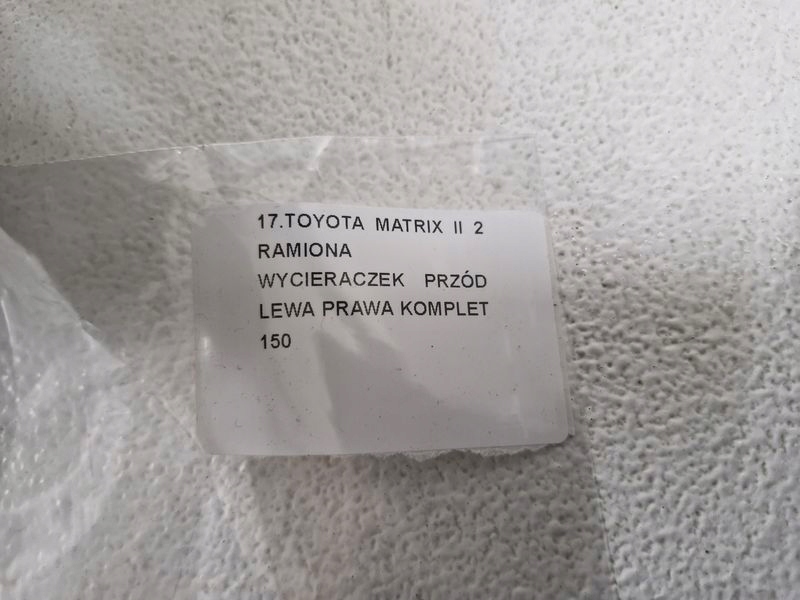 17.TOYOTA MATRIX II 2
RAMIONA
WYCIERACZEK PRZÓD
LEWA PRAWA KOMPLET
150